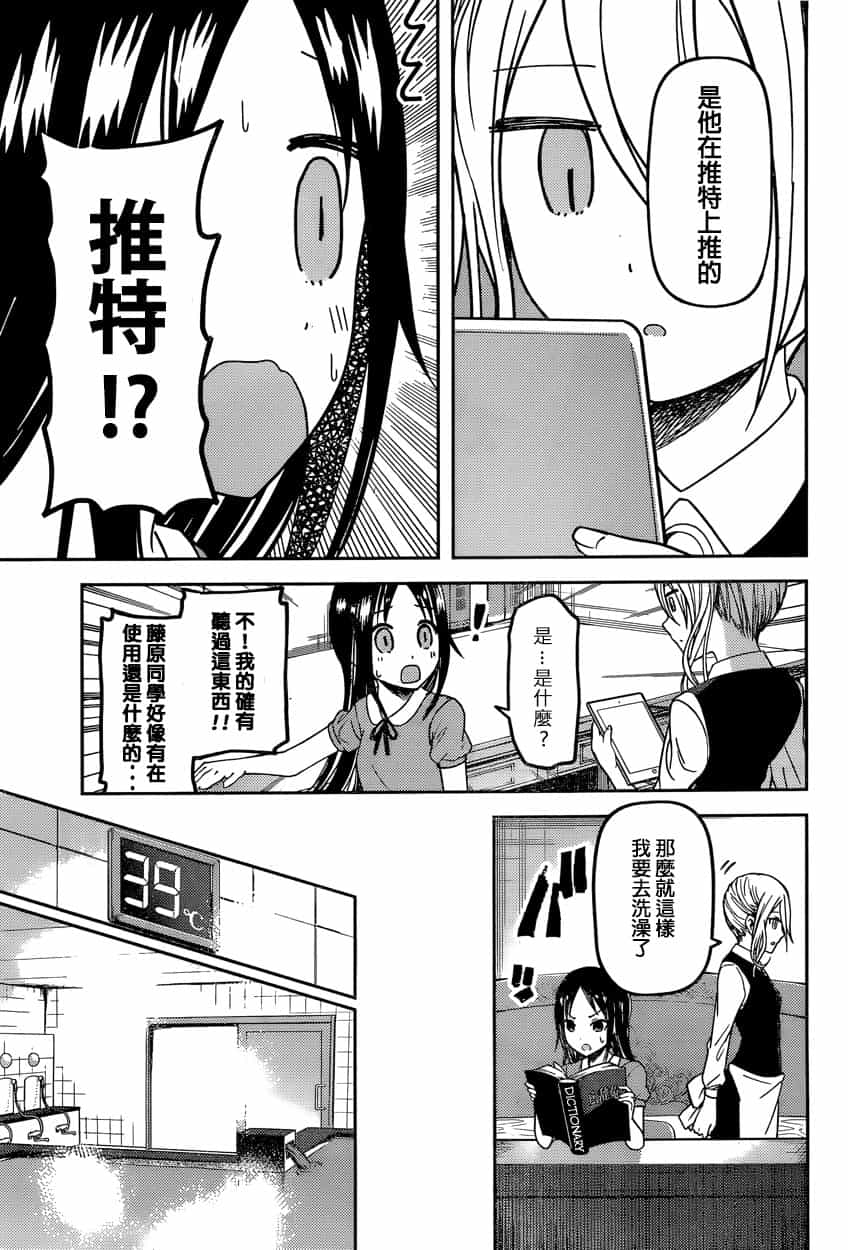 是他在推特上推的
推特!?
是…是什麼?
不!我的確有
聽過這東西!!
藤原同學好像有在
使用還是什麼的...
那麼就這樣
我要去洗澡了
DICTIONARY
39℃